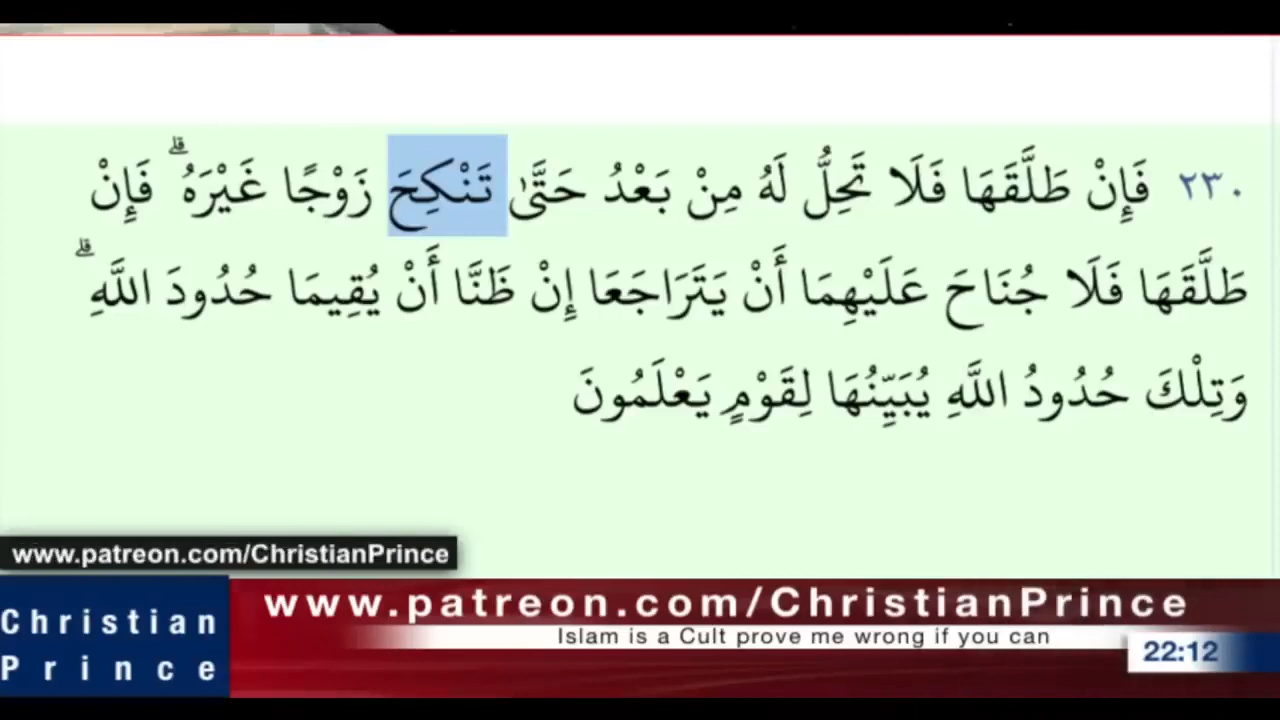 ٢٣٠ فَإِنْ طَلَّقَهَا فَلَا تَحِلُّ لَهُ مِنْ بَعْدُ حَتَّىٰ تَنْكِحَ زَوْجًا غَيْرَهُ ۗ فَإِنْ
طَلَّقَهَا فَلَا جُنَاحَ عَلَيْهِمَا أَنْ يَتَرَاجَعَا إِنْ ظَنَّا أَنْ يُقِيمَا حُدُودَ اللَّهِ ۗ
وَتِلْكَ حُدُودُ اللَّهِ يُبَيِّنُهَا لِقَوْمٍ يَعْلَمُونَ
www.patreon.com/ChristianPrince
www.patreon.com/ChristianPrince
Christian
Prince
Islam is a Cult prove me wrong if you can
22:12